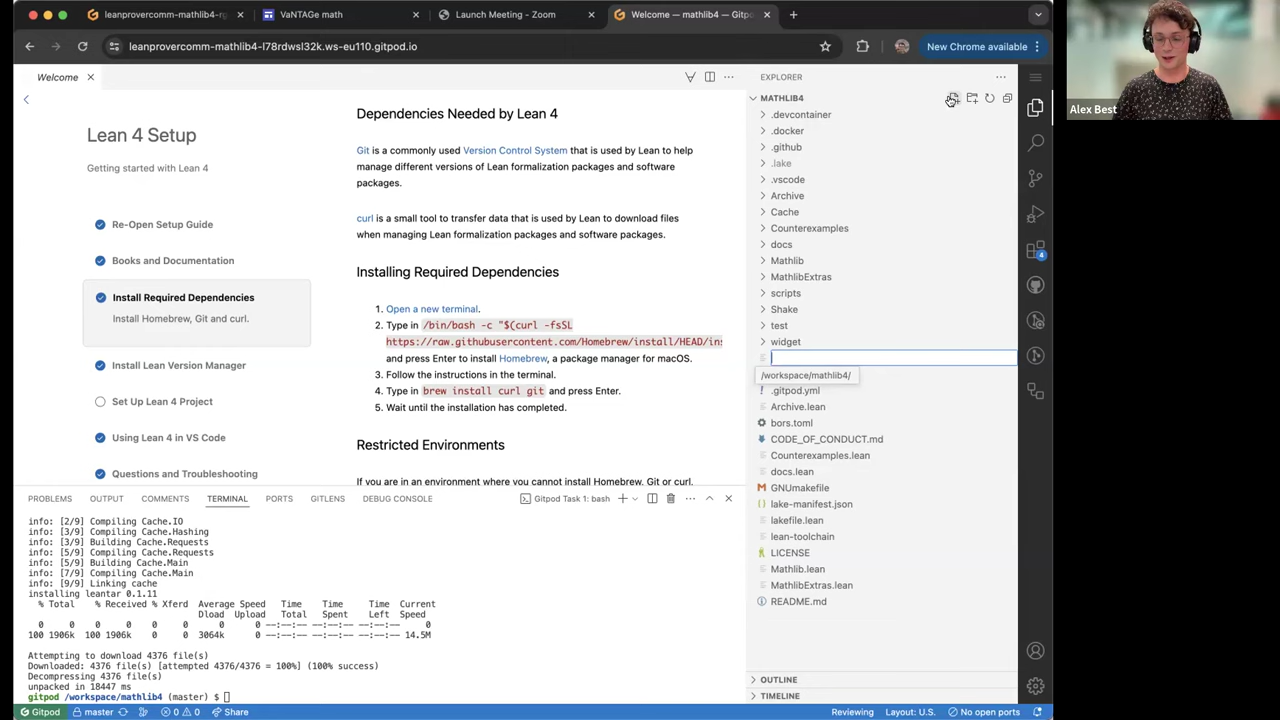 leanprovercomm-mathlib4-rg
VaNTAGe math
Launch Meeting - Zoom
Welcome — mathlib4 — Gitpod
leanprovercomm-mathlib4-l78rdwsl32k.ws-eu110.gitpod.io
New Chrome available
Welcome
Lean 4 Setup
Getting started with Lean 4
Re-Open Setup Guide
Books and Documentation
Install Required Dependencies
Install Homebrew, Git and curl.
Install Lean Version Manager
Set Up Lean 4 Project
Using Lean 4 in VS Code
Questions and Troubleshooting
Dependencies Needed by Lean 4
Git is a commonly used Version Control System that is used by Lean to help
manage different versions of Lean formalization packages and software
packages.
curl is a small tool to transfer data that is used by Lean to download files
when managing Lean formalization packages and software packages.
Installing Required Dependencies
1. Open a new terminal.
2. Type in /bin/bash -c "$(curl -fsSL
https://raw.githubusercontent.com/Homebrew/install/HEAD/ins
and press Enter to install Homebrew, a package manager for macOS.
3. Follow the instructions in the terminal.
4. Type in brew install curl git and press Enter.
5. Wait until the installation has completed.
Restricted Environments
If you are in an environment where you cannot install Homebrew, Git or curl.
EXPLORER
MATHLIB4
.devcontainer
.docker
.github
.lake
.vscode
Archive
Cache
Counterexamples
docs
Mathlib
MathlibExtras
scripts
Shake
test
widget
/workspace/mathlib4/
.gitpod.yml
Archive.lean
bors.toml
CODE_OF_CONDUCT.md
Counterexamples.lean
docs.lean
GNUmakefile
lake-manifest.json
lakefile.lean
lean-toolchain
LICENSE
Mathlib.lean
MathlibExtras.lean
README.md
OUTLINE
TIMELINE
4
Alex Best
PROBLEMS OUTPUT COMMENTS TERMINAL PORTS GITLENS DEBUG CONSOLE
Gitpod Task 1: bash
info: [2/9] Compiling Cache.IO
info: [3/9] Compiling Cache.Hashing
info: [3/9] Building Cache.Requests
info: [5/9] Compiling Cache.Requests
info: [5/9] Building Cache.Main
info: [7/9] Compiling Cache.Main
info: [9/9] Linking cache
installing leantar 0.1.11
% Total % Received % Xferd Average Speed Time Time Time Current
Dload Upload Total Spent Left Speed
0 0 0 0 0 0 0 0 --:--:-- --:--:-- --:--:-- 0
100 1906k 100 1906k 0 0 3064k 0 --:--:-- --:--:-- --:--:-- 14.5M
Attempting to download 4376 file(s)
Downloaded: 4376 file(s) [attempted 4376/4376 = 100%] (100% success)
Decompressing 4376 file(s)
unpacked in 18447 ms
gitpod /workspace/mathlib4 (master) $
Gitpod master 0 0 Share Reviewing Layout: U.S. No open ports